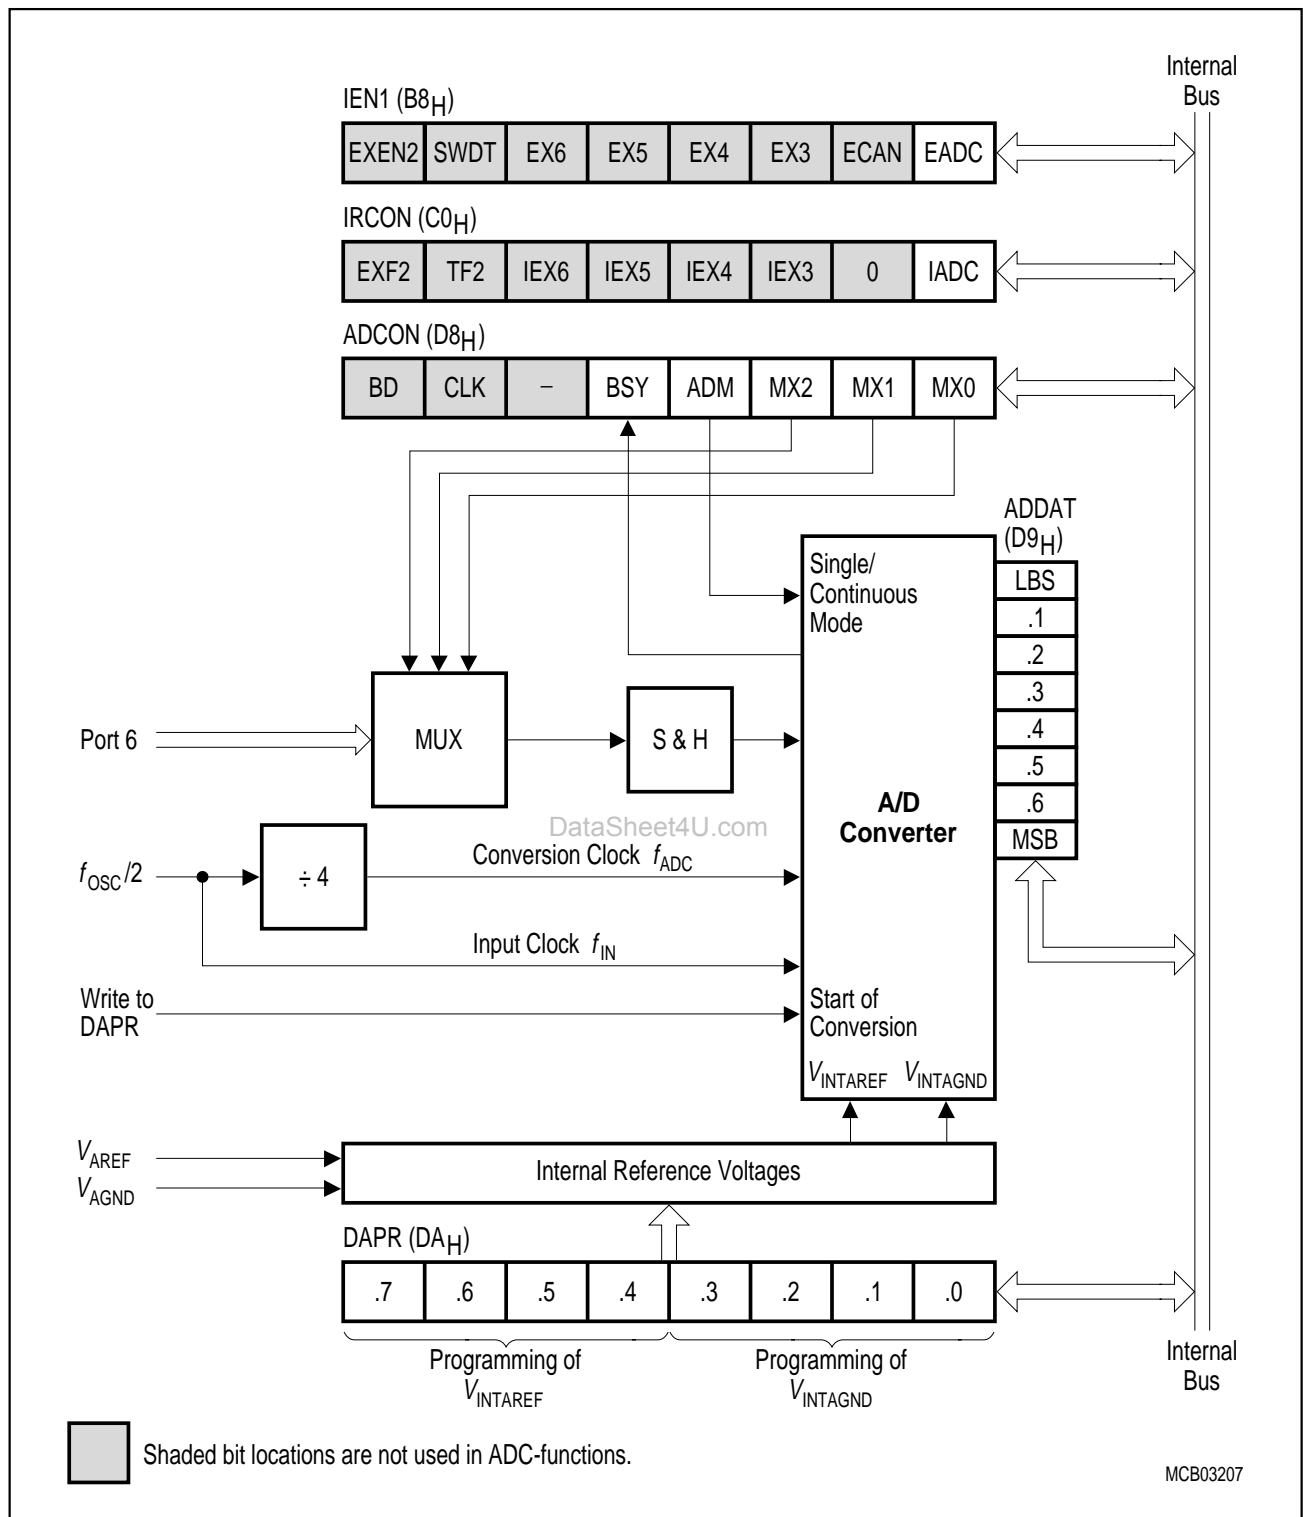 Internal
Bus
IEN1 (B8H)
EXEN2 SWDT EX6 EX5 EX4 EX3 ECAN EADC
IRCON (C0H)
EXF2 TF2 IEX6 IEX5 IEX4 IEX3 0 IADC
ADCON (D8H)
BD CLK – BSY ADM MX2 MX1 MX0
ADDAT
(D9H)
LBS
.1
.2
.3
.4
.5
.6
MSB
Single/
Continuous
Mode
Port 6
MUX
S & H
A/D
Converter
DataSheet4U.com
fOSC/2
÷ 4
Conversion Clock fADC
Input Clock fIN
Write to
DAPR
Start of
Conversion
VINTAREF VINTAGND
VAREF
VAGND
Internal Reference Voltages
DAPR (DAH)
.7 .6 .5 .4 .3 .2 .1 .0
Programming of
VINTAREF
Programming of
VINTAGND
Internal
Bus
Shaded bit locations are not used in ADC-functions.
MCB03207